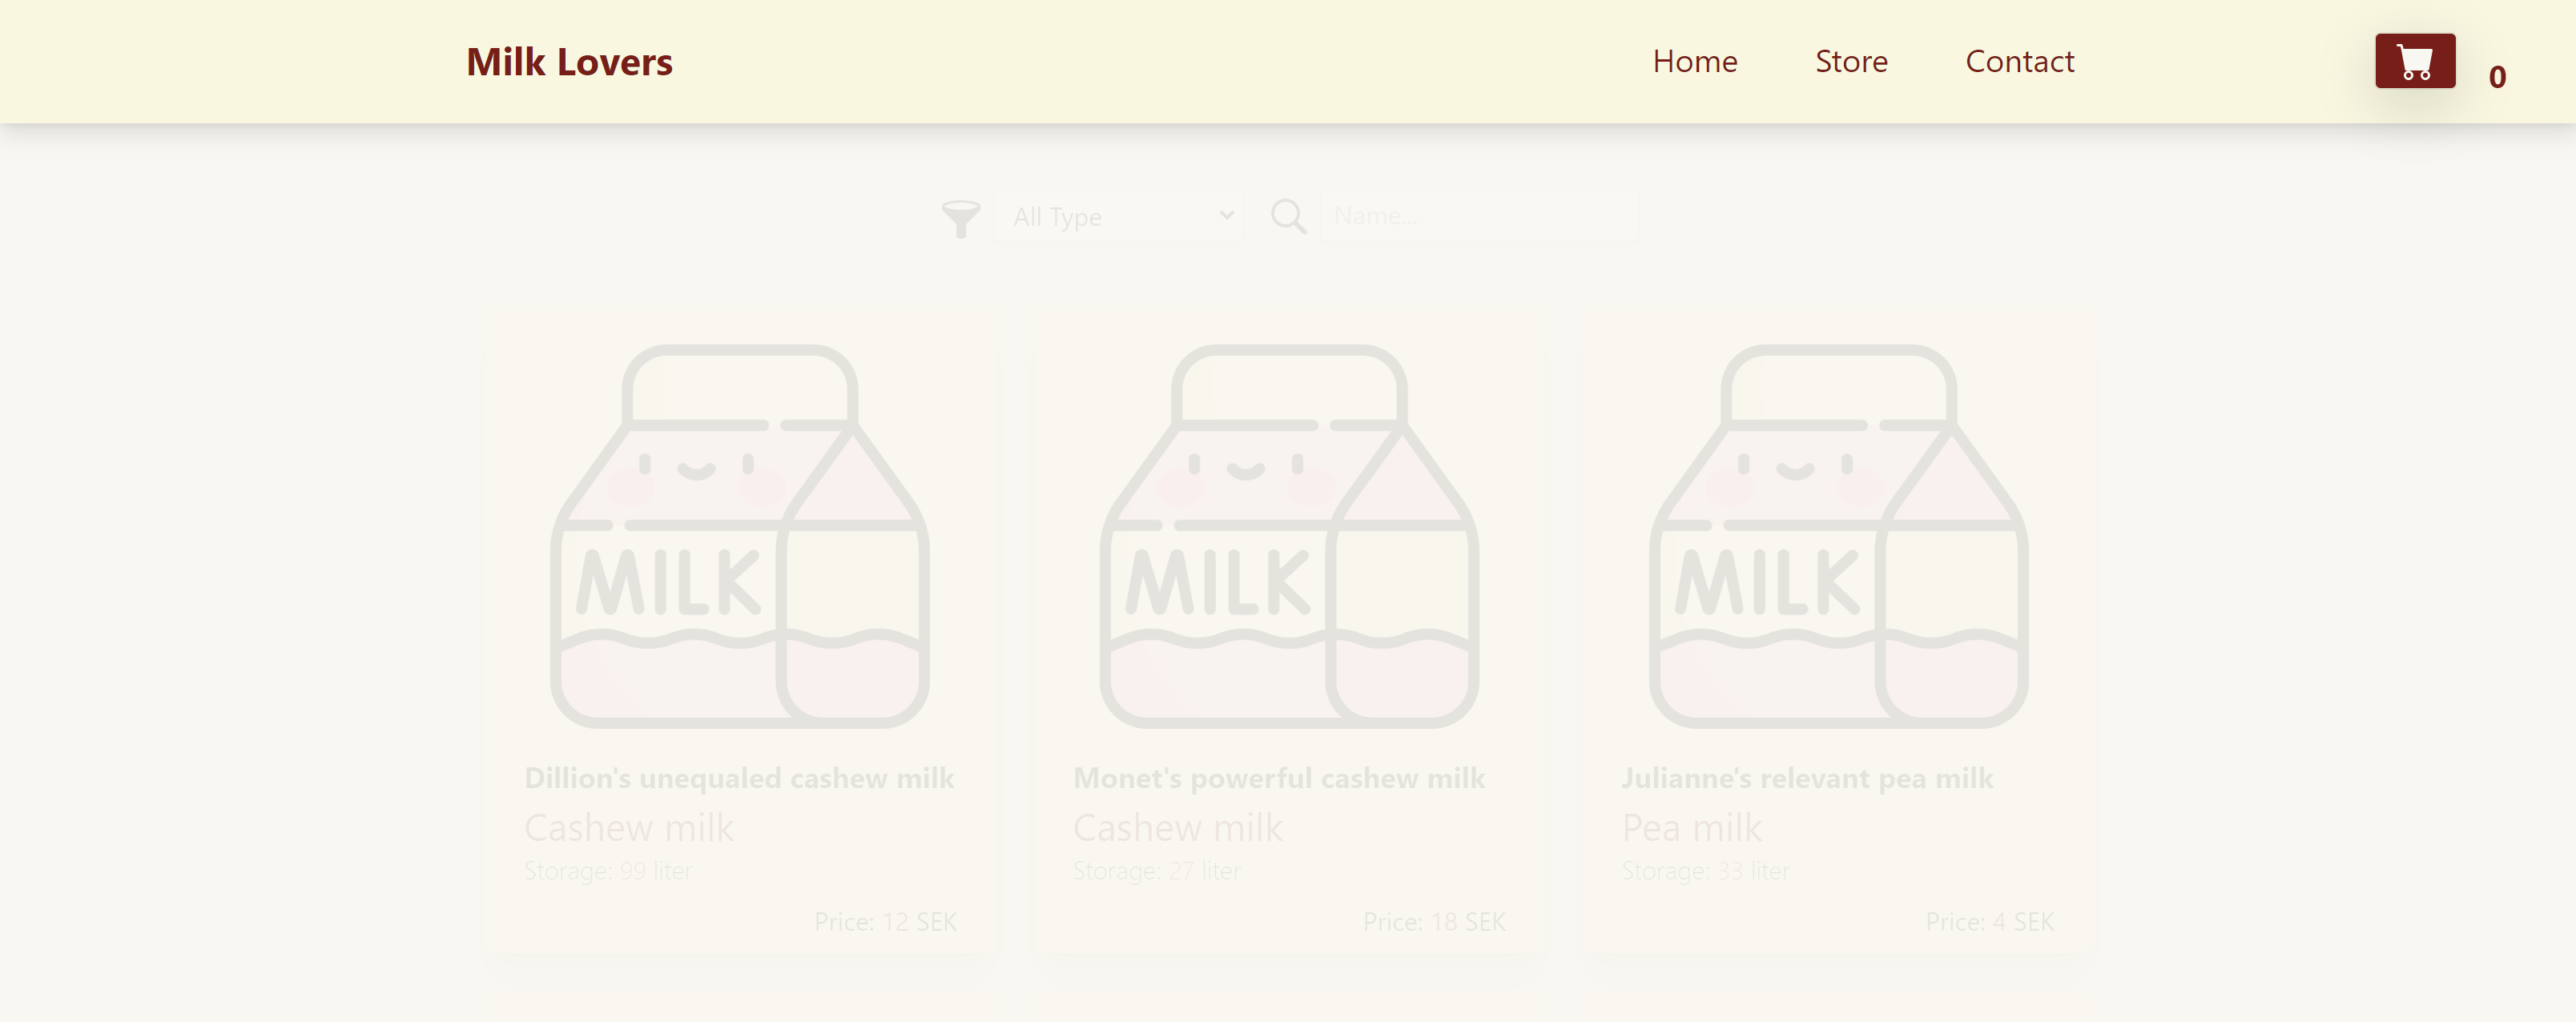 Milk Lovers
Home Store Contact
0
All Type
Name...
MILK MILK MILK
Dillion's unequaled cashew milk
Cashew milk
Storage: 99 liter
Price: 12 SEK
Monet's powerful cashew milk
Cashew milk
Storage: 27 liter
Price: 18 SEK
Julianne's relevant pea milk
Pea milk
Storage: 33 liter
Price: 4 SEK